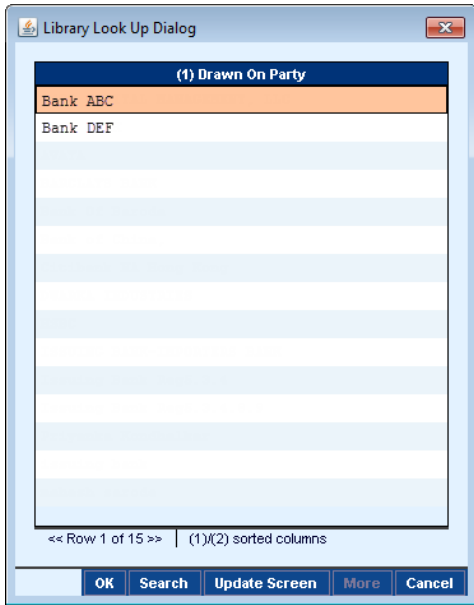 Library Look Up Dialog
(1) Drawn On Party
Bank ABC
Bank DEF
<< Row 1 of 15 >> | (1)/(2) sorted columns
OK Search Update Screen More Cancel